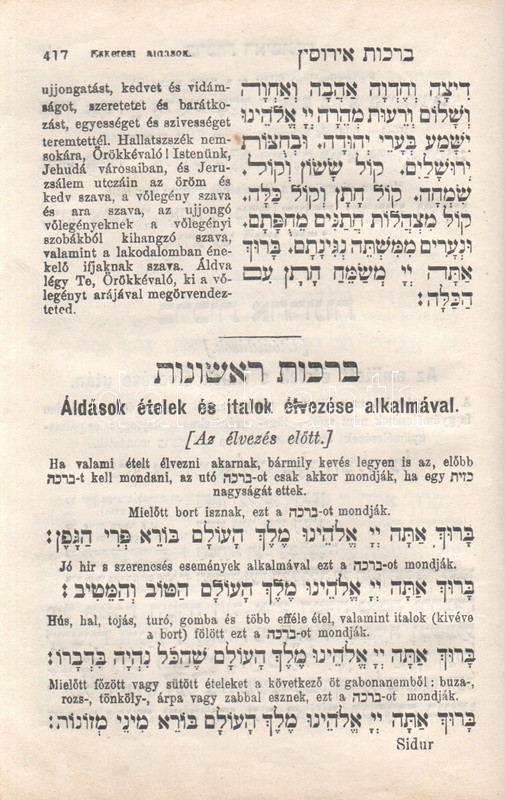 417 Esketési áldások. ברכות אירוסין
ujjongatást, kedvet és vidám-
ságot, szeretetet és barátko-
zást, egyességet és szivességet
teremtettél. Hallatszszék nem-
sokára, Örökkévaló Istenünk,
Jehudá városaiban, és Jeru-
zsálem utczáin az öröm és
kedv szava, a vőlegény szava
és ara szava, az ujjongó
vőlegényeknek a vőlegényi
szobákból kihangzó szava,
valamint a lakodalomban éne-
kelő ifjaknak szava. Áldva
légy Te, Örökkévaló, ki a vő-
legényt arájával megörvendez-
teted.
דִּיצָה וְחֶדְוָה אַהֲבָה וְאַחֲוָה
וְשָׁלוֹם וְרֵעוּת מְהֵרָה יְיָ אֱלֹהֵינוּ
יִשָּׁמַע בְּעָרֵי יְהוּדָה. וּבְחֻצוֹת
יְרוּשָׁלַיִם. קוֹל שָׂשׂוֹן וְקוֹל.
שִׂמְחָה. קוֹל חָתָן וְקוֹל כַּלָּה.
קוֹל מִצְהֲלוֹת חֲתָנִים מֵחֻפָּתָם.
וּנְעָרִים מִמִּשְׁתֵּה נְגִינָתָם. בָּרוּךְ
אַתָּה יְיָ מְשַׂמֵּחַ חָתָן עִם
הַכַּלָּה:
ברכות ראשונות
Áldások ételek és italok élvezése alkalmával.
[Az élvezés előtt.]
Ha valami ételt élvezni akarnak, bármily kevés legyen is az, előbb
ברכה-t kell mondani, az utó ברכה-ot csak akkor mondják, ha egy כזית
nagyságát ettek.
Mielőtt bort isznak, ezt a ברכה-ot mondják.
בָּרוּךְ אַתָּה יְיָ אֱלֹהֵינוּ מֶלֶךְ הָעוֹלָם בּוֹרֵא פְּרִי הַגָּפֶן:
Jó hir s szerencsés események alkalmával ezt a ברכה-ot mondják.
בָּרוּךְ אַתָּה יְיָ אֱלֹהֵינוּ מֶלֶךְ הָעוֹלָם הַטּוֹב וְהַמֵּטִיב:
Hús, hal, tojás, turó, gomba és több efféle étel, valamint italok (kivéve
a bort) fölött ezt a ברכה-ot mondják.
בָּרוּךְ אַתָּה יְיָ אֱלֹהֵינוּ מֶלֶךְ הָעוֹלָם שֶׁהַכֹּל נִהְיָה בִּדְבָרוֹ:
Mielőtt főzött vagy sütött ételeket a következő öt gabonanemből: buza-,
rozs-, tönköly-, árpa vagy zabbal esznek, ezt a ברכה-ot mondják.
בָּרוּךְ אַתָּה יְיָ אֱלֹהֵינוּ מֶלֶךְ הָעוֹלָם בּוֹרֵא מִינֵי מְזוֹנוֹת:
Sidur